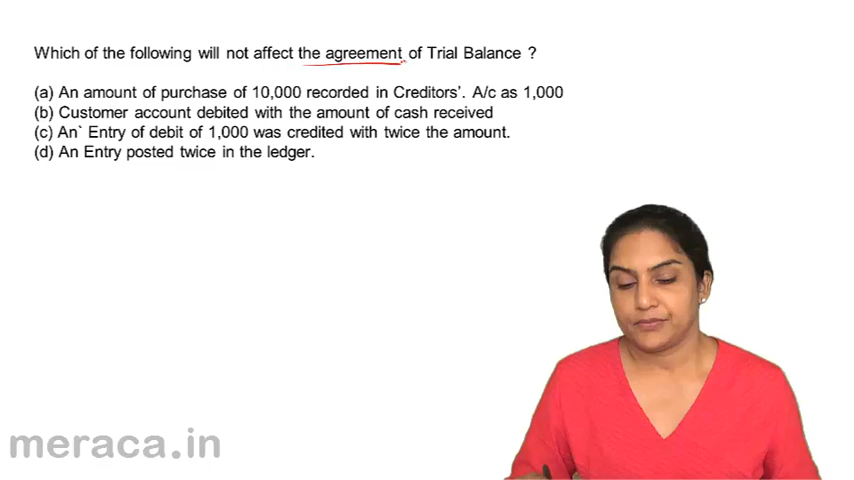 Which of the following will not affect the agreement of Trial Balance ?
(a) An amount of purchase of 10,000 recorded in Creditors'. A/c as 1,000
(b) Customer account debited with the amount of cash received
(c) An` Entry of debit of 1,000 was credited with twice the amount.
(d) An Entry posted twice in the ledger.
meraca.in